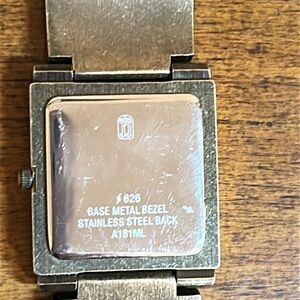 626
BASE METAL BEZEL
STAINLESS STEEL BACK
A181ML